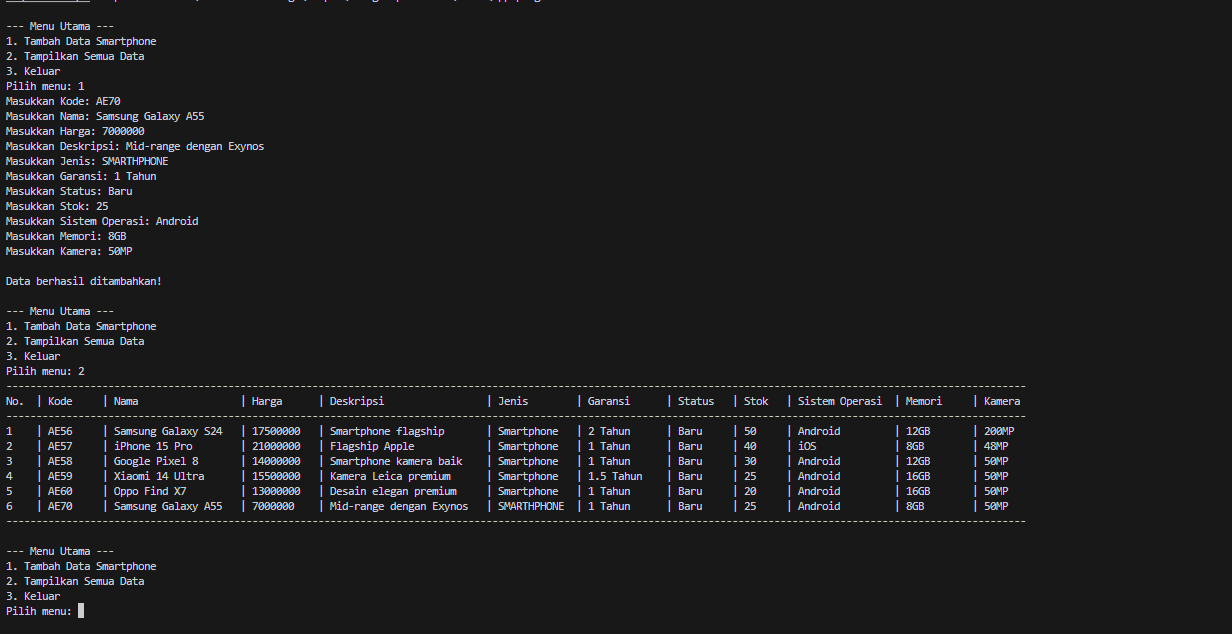 --- Menu Utama ---
1. Tambah Data Smartphone
2. Tampilkan Semua Data
3. Keluar
Pilih menu: 1
Masukkan Kode: AE70
Masukkan Nama: Samsung Galaxy A55
Masukkan Harga: 7000000
Masukkan Deskripsi: Mid-range dengan Exynos
Masukkan Jenis: SMARTHPHONE
Masukkan Garansi: 1 Tahun
Masukkan Status: Baru
Masukkan Stok: 25
Masukkan Sistem Operasi: Android
Masukkan Memori: 8GB
Masukkan Kamera: 50MP
Data berhasil ditambahkan!
--- Menu Utama ---
1. Tambah Data Smartphone
2. Tampilkan Semua Data
3. Keluar
Pilih menu: 2
No. | Kode | Nama | Harga | Deskripsi | Jenis | Garansi | Status | Stok | Sistem Operasi | Memori | Kamera
1 | AE56 | Samsung Galaxy S24 | 17500000 | Smartphone flagship | Smartphone | 2 Tahun | Baru | 50 | Android | 12GB | 200MP
2 | AE57 | iPhone 15 Pro | 21000000 | Flagship Apple | Smartphone | 1 Tahun | Baru | 40 | iOS | 8GB | 48MP
3 | AE58 | Google Pixel 8 | 14000000 | Smartphone kamera baik | Smartphone | 1 Tahun | Baru | 30 | Android | 12GB | 50MP
4 | AE59 | Xiaomi 14 Ultra | 15500000 | Kamera Leica premium | Smartphone | 1.5 Tahun | Baru | 25 | Android | 16GB | 50MP
5 | AE60 | Oppo Find X7 | 13000000 | Desain elegan premium | Smartphone | 1 Tahun | Baru | 20 | Android | 16GB | 50MP
6 | AE70 | Samsung Galaxy A55 | 7000000 | Mid-range dengan Exynos | SMARTHPHONE | 1 Tahun | Baru | 25 | Android | 8GB | 50MP
--- Menu Utama ---
1. Tambah Data Smartphone
2. Tampilkan Semua Data
3. Keluar
Pilih menu: